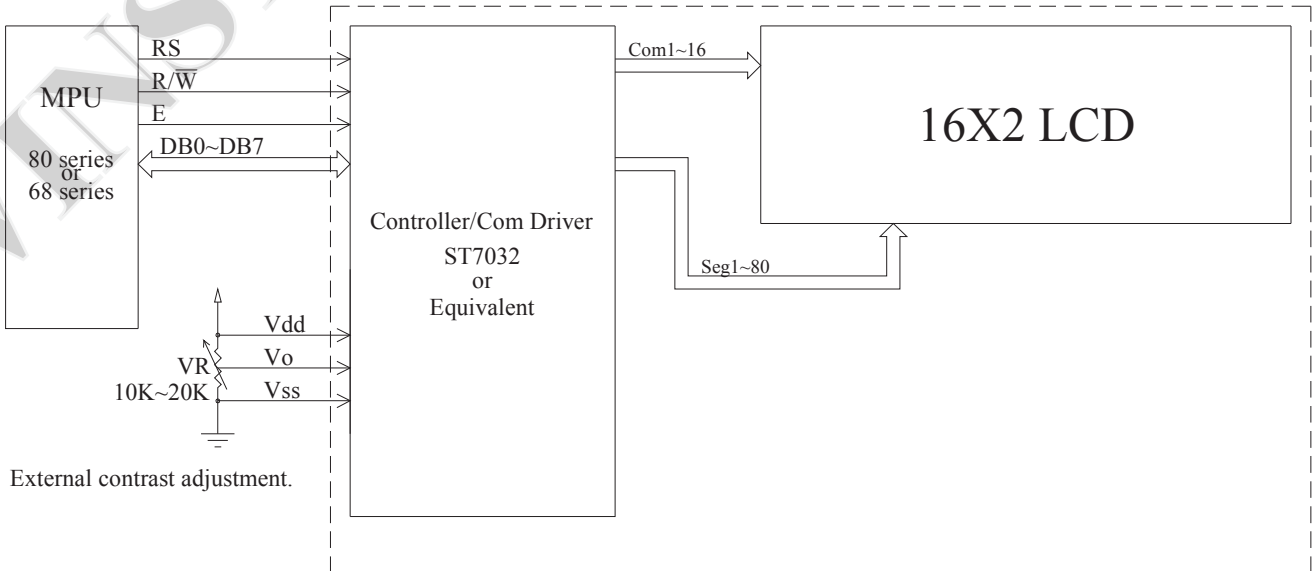 RS
R/W̅
E
DB0~DB7
MPU
80 series
or
68 series
Com1~16
16X2 LCD
Controller/Com Driver
ST7032
or
Equivalent
Seg1~80
Vdd
Vo
Vss
VR
10K~20K
External contrast adjustment.